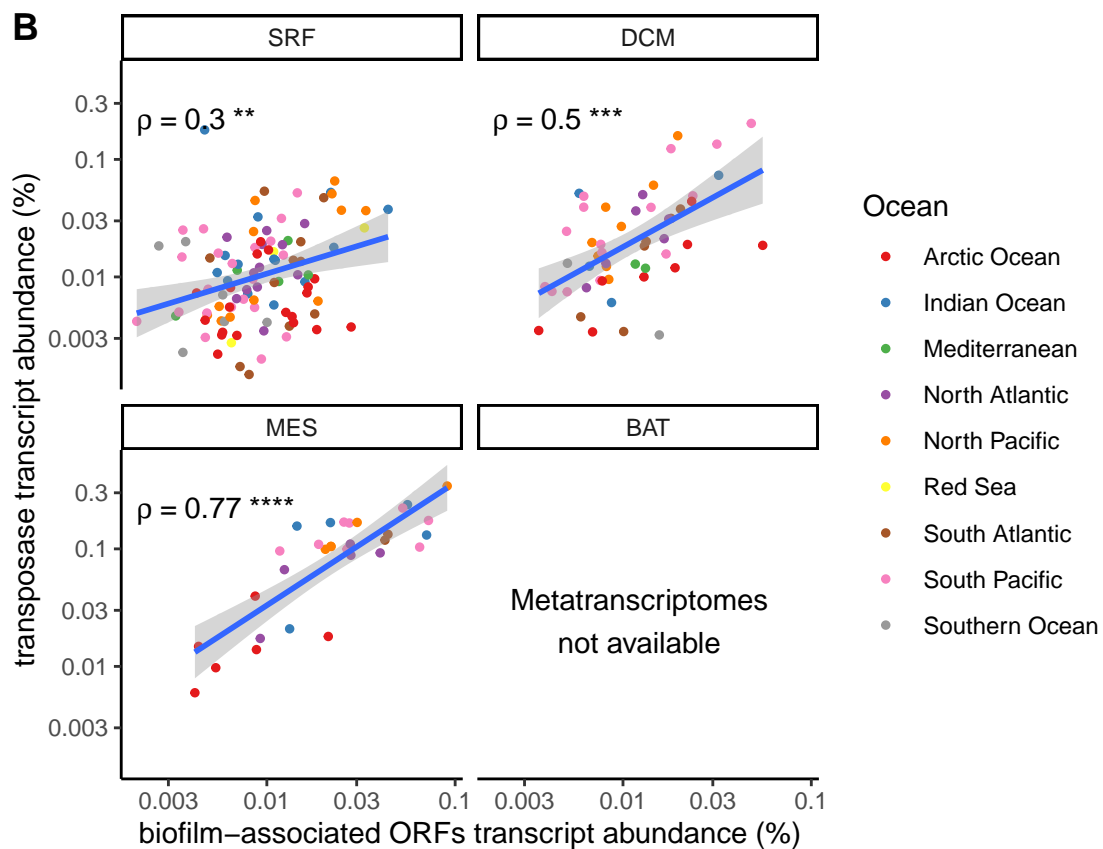 B
SRF
DCM
ρ = 0.3 **
ρ = 0.5 ***
0.3
0.1
0.03
0.01
0.003
MES
BAT
ρ = 0.77 ****
Metatranscriptomes
not available
0.3
0.1
0.03
0.01
0.003
0.003 0.01 0.03 0.1
0.003 0.01 0.03 0.1
transposase transcript abundance (%)
biofilm−associated ORFs transcript abundance (%)
Ocean
Arctic Ocean
Indian Ocean
Mediterranean
North Atlantic
North Pacific
Red Sea
South Atlantic
South Pacific
Southern Ocean